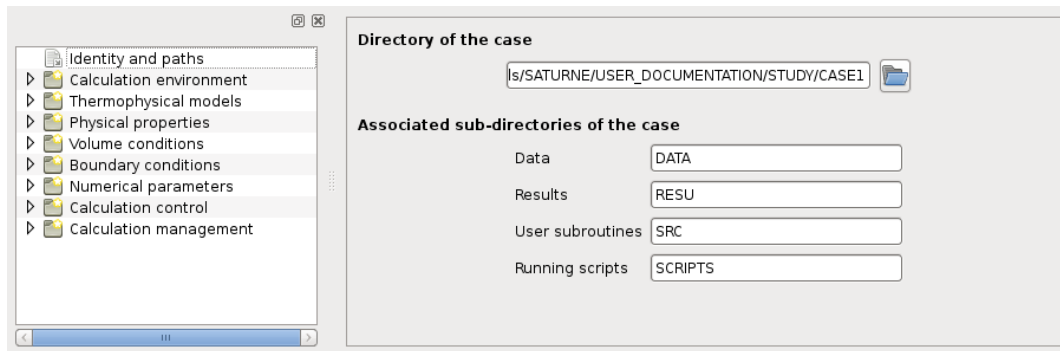 Identity and paths
Calculation environment
Thermophysical models
Physical properties
Volume conditions
Boundary conditions
Numerical parameters
Calculation control
Calculation management
Directory of the case
ls/SATURNE/USER_DOCUMENTATION/STUDY/CASE1
Associated sub-directories of the case
Data DATA
Results RESU
User subroutines SRC
Running scripts SCRIPTS